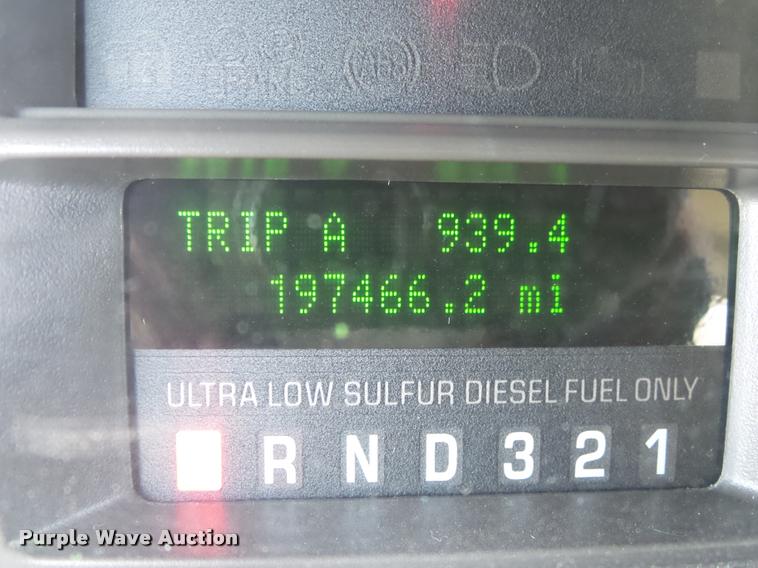 TRIP A 939.4
197466.2 mi
ULTRA LOW SULFUR DIESEL FUEL ONLY
R N D 3 2 1
Purple Wave Auction